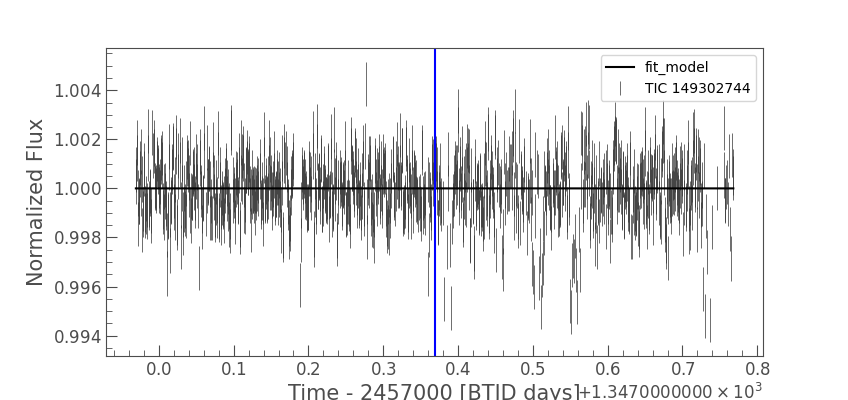 fit_model
TIC 149302744
1.004
1.002
1.000
0.998
0.996
0.994
Normalized Flux
0.0 0.1 0.2 0.3 0.4 0.5 0.6 0.7 0.8
Time - 2457000 [BTJD days]
+1.3470000000 × 10³